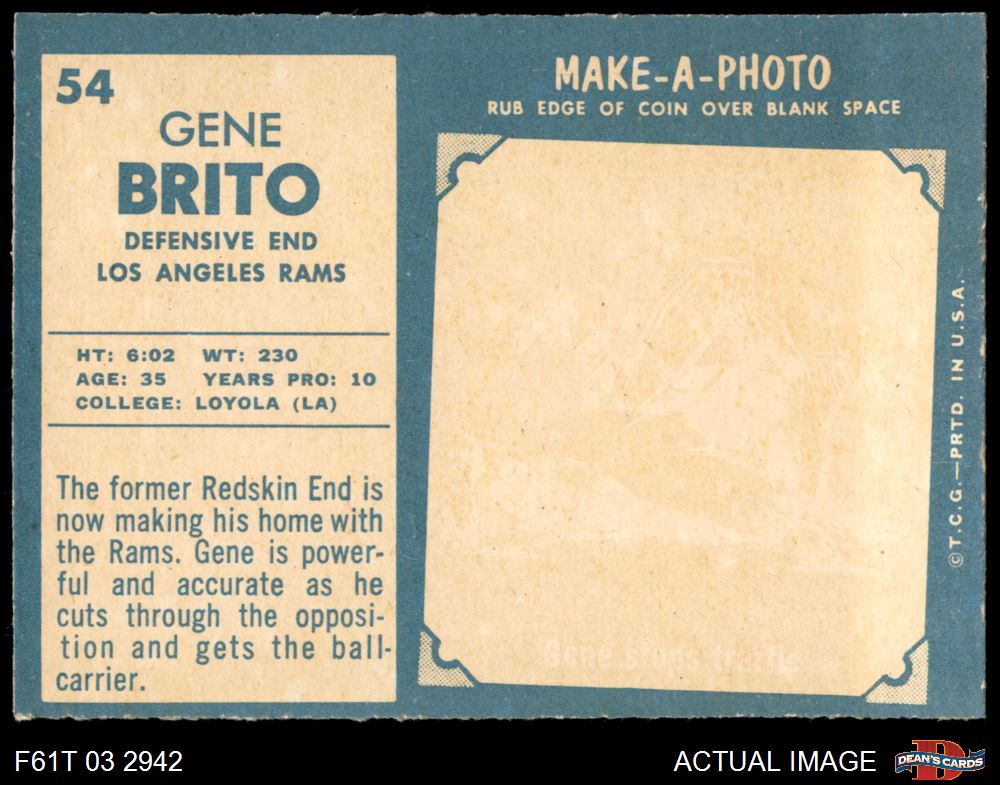 54
GENE
BRITO
DEFENSIVE END
LOS ANGELES RAMS
HT: 6:02 WT: 230
AGE: 35 YEARS PRO: 10
COLLEGE: LOYOLA (LA)
The former Redskin End is
now making his home with
the Rams. Gene is power-
ful and accurate as he
cuts through the opposi-
tion and gets the ball-
carrier.
MAKE-A-PHOTO
RUB EDGE OF COIN OVER BLANK SPACE
Gene stops traffic
©T.C.G.—PRTD. IN U.S.A.
F61T 03 2942
ACTUAL IMAGE
D
DEAN'S CARDS